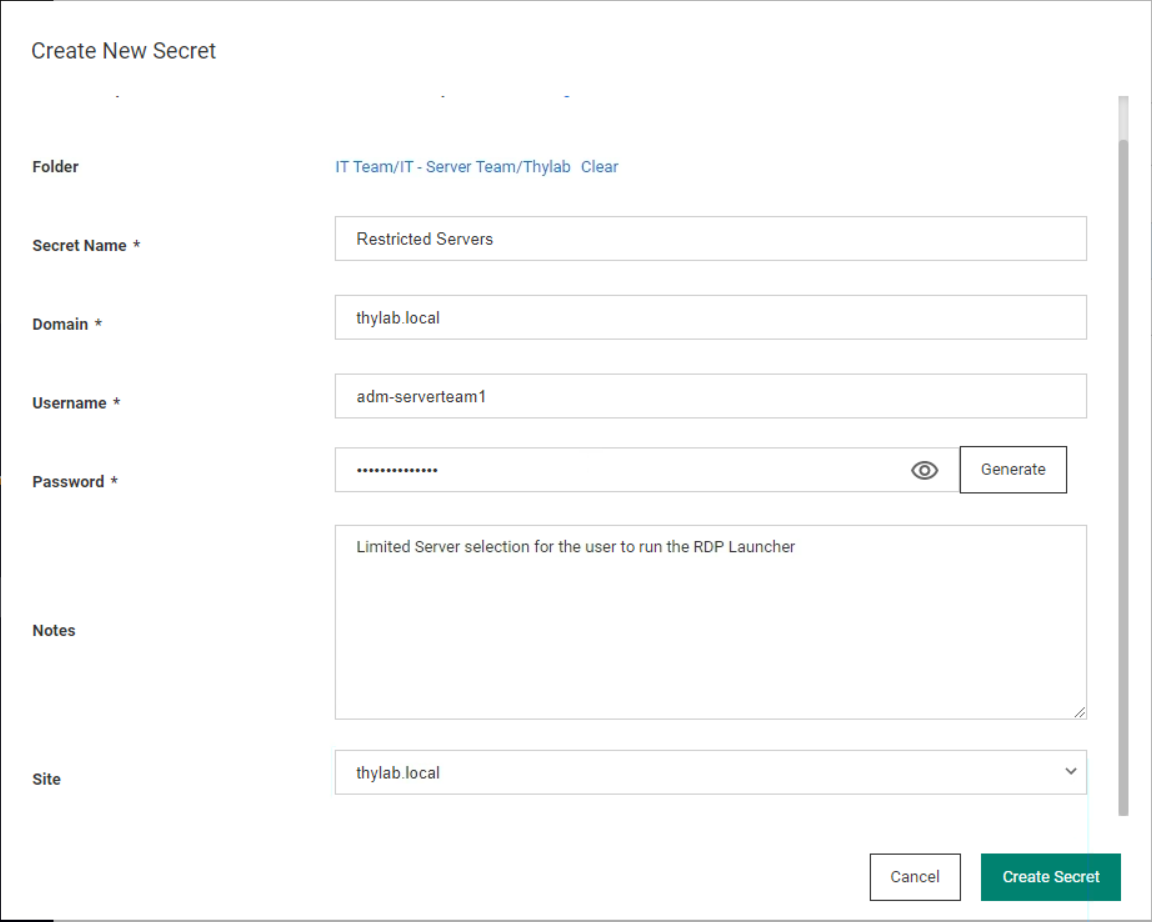 Create New Secret
Folder
IT Team/IT - Server Team/Thylab Clear
Secret Name *
Restricted Servers
Domain *
thylab.local
Username *
adm-serverteam1
Password *
••••••••••••••
Generate
Notes
Limited Server selection for the user to run the RDP Launcher
Site
thylab.local
Cancel
Create Secret